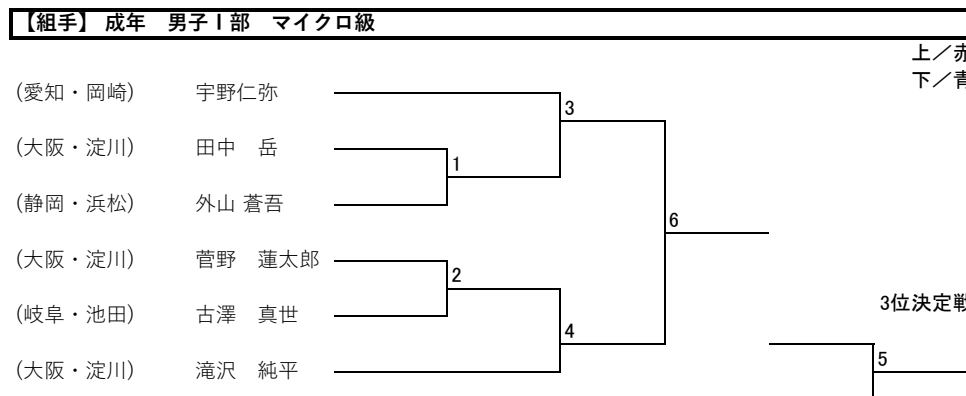 【組手】 成年　男子Ⅰ部　マイクロ級
上／赤
下／青
(愛知・岡崎)　宇野仁弥
3
(大阪・淀川)　田中　岳
1
(静岡・浜松)　外山 蒼吾
6
(大阪・淀川)　菅野　蓮太郎
2
(岐阜・池田)　古澤　真世
3位決定戦
4
5
(大阪・淀川)　滝沢　純平